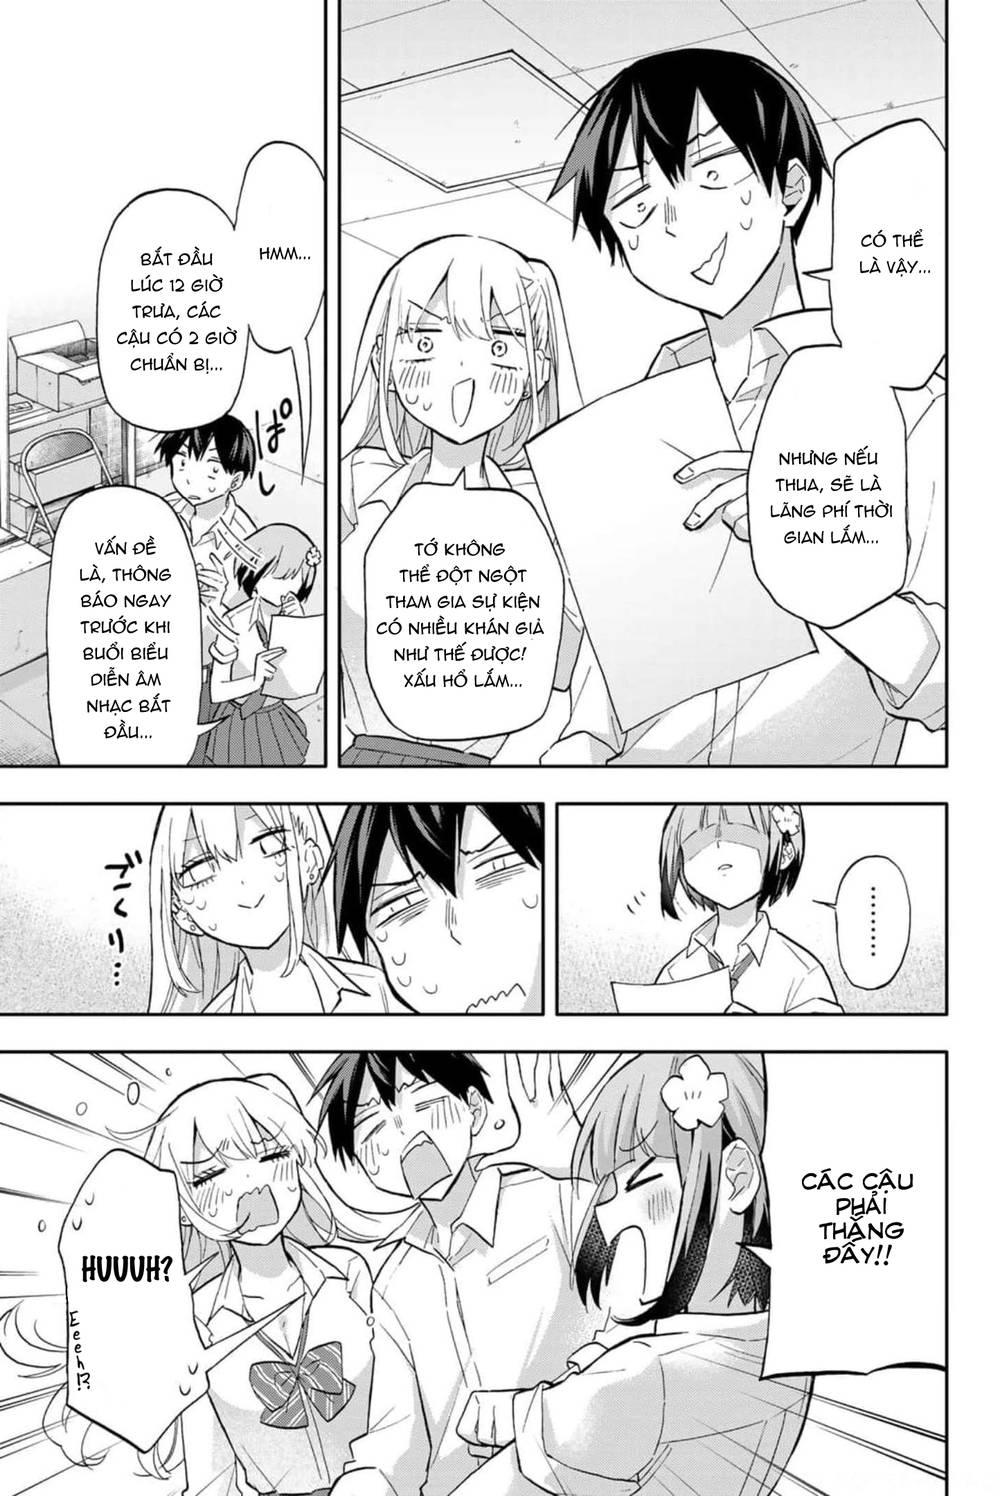 CÓ THỂ
LÀ VẬY...
NHƯNG NẾU
THUA, SẼ LÀ
LÃNG PHÍ THỜI
GIAN LẮM...
TỚ KHÔNG
THỂ ĐỘT NGỘT
THAM GIA SỰ KIỆN
CÓ NHIỀU KHÁN GIẢ
NHƯ THẾ ĐƯỢC!
XẤU HỔ LẮM...
HMM...
BẮT ĐẦU
LÚC 12 GIỜ
TRƯA, CÁC
CẬU CÓ 2 GIỜ
CHUẨN BỊ...
ぱし
VẤN ĐỀ
LÀ, THÔNG
BÁO NGAY
TRƯỚC KHI
BUỔI BIỂU
DIỄN ÂM
NHẠC BẮT
ĐẦU...
.........
CÁC CẬU
PHẢI
THẮNG
ĐẤY!!
HUUUH?
Eeeh!?